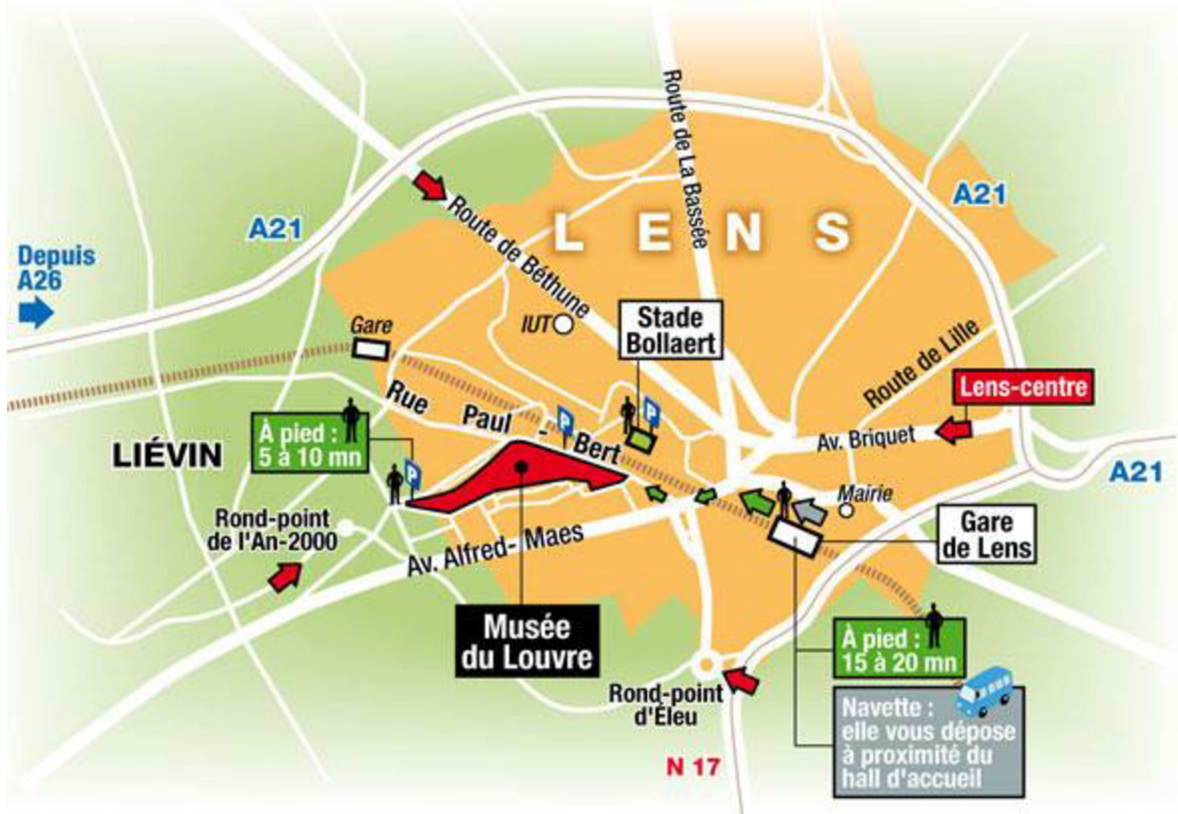 Route de La Bassée
A21
A21
Depuis
A26
Route de Béthune
LENS
Gare
IUT
Stade
Bollaert
Route de Lille
Lens-centre
Rue Paul-Bert
P
P
Av. Briquet
À pied :
5 à 10 mn
P
LIÉVIN
A21
Mairie
Rond-point
de l'An-2000
Av. Alfred-Maes
Gare
de Lens
Musée
du Louvre
À pied :
15 à 20 mn
Rond-point
d'Éleu
Navette :
elle vous dépose
à proximité du
hall d'accueil
N 17